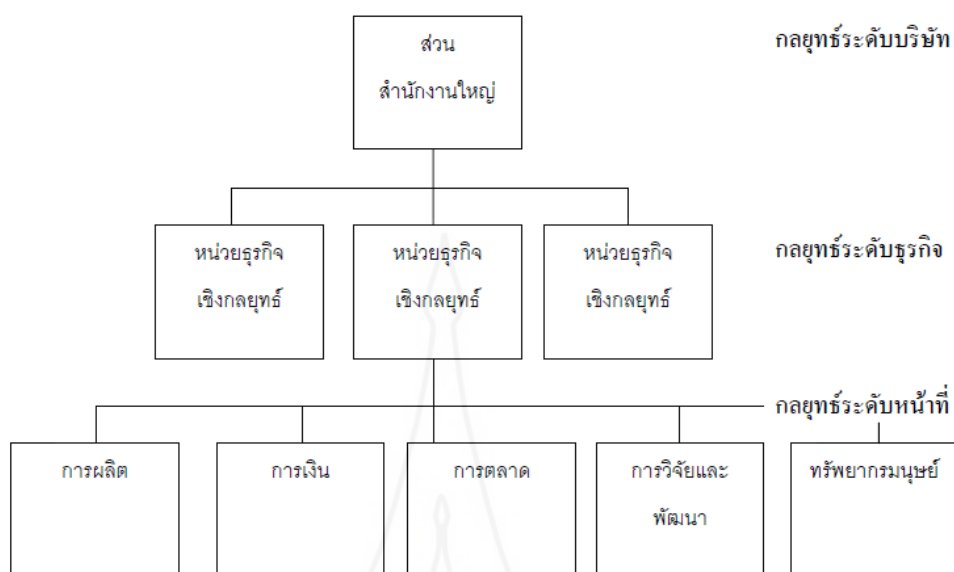 ส่วน
สำนักงานใหญ่
กลยุทธ์ระดับบริษัท
หน่วยธุรกิจ
เชิงกลยุทธ์
หน่วยธุรกิจ
เชิงกลยุทธ์
หน่วยธุรกิจ
เชิงกลยุทธ์
กลยุทธ์ระดับธุรกิจ
กลยุทธ์ระดับหน้าที่
การผลิต
การเงิน
การตลาด
การวิจัยและ
พัฒนา
ทรัพยากรมนุษย์